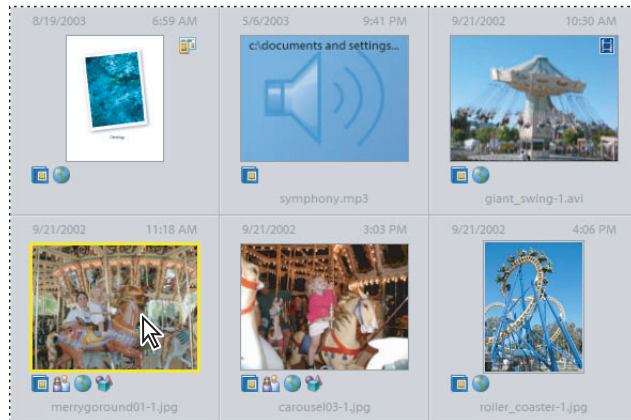 8/19/2003 6:59 AM
5/6/2003 9:41 PM
9/21/2002 10:30 AM
c:\documents and settings...
symphony.mp3
giant_swing-1.avi
9/21/2002 11:18 AM
9/21/2002 3:03 PM
9/21/2002 4:06 PM
merrygoround01-1.jpg
carousel03-1.jpg
roller_coaster-1.jpg